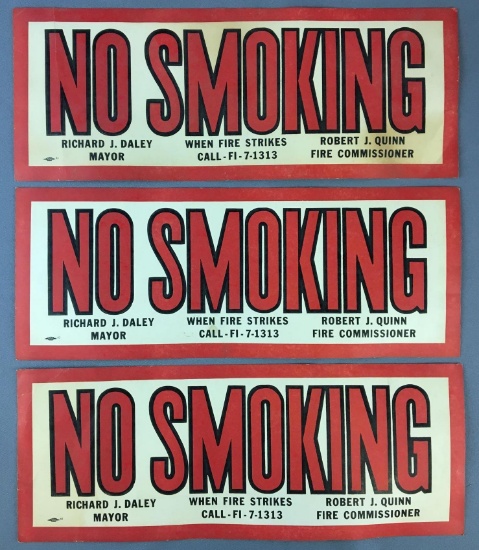 NO SMOKING
RICHARD J. DALEY WHEN FIRE STRIKES ROBERT J. QUINN
MAYOR CALL-FI-7-1313 FIRE COMMISSIONER
NO SMOKING
RICHARD J. DALEY WHEN FIRE STRIKES ROBERT J. QUINN
MAYOR CALL-FI-7-1313 FIRE COMMISSIONER
NO SMOKING
RICHARD J. DALEY WHEN FIRE STRIKES ROBERT J. QUINN
MAYOR CALL-FI-7-1313 FIRE COMMISSIONER